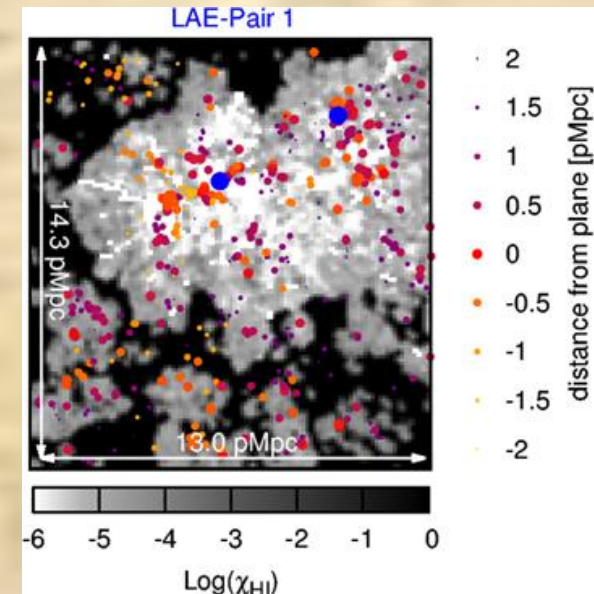 LAE-Pair 1
14.3 pMpc
13.0 pMpc
2
1.5
1
0.5
0
-0.5
-1
-1.5
-2
distance from plane [pMpc]
-6 -5 -4 -3 -2 -1 0
Log(χHI)